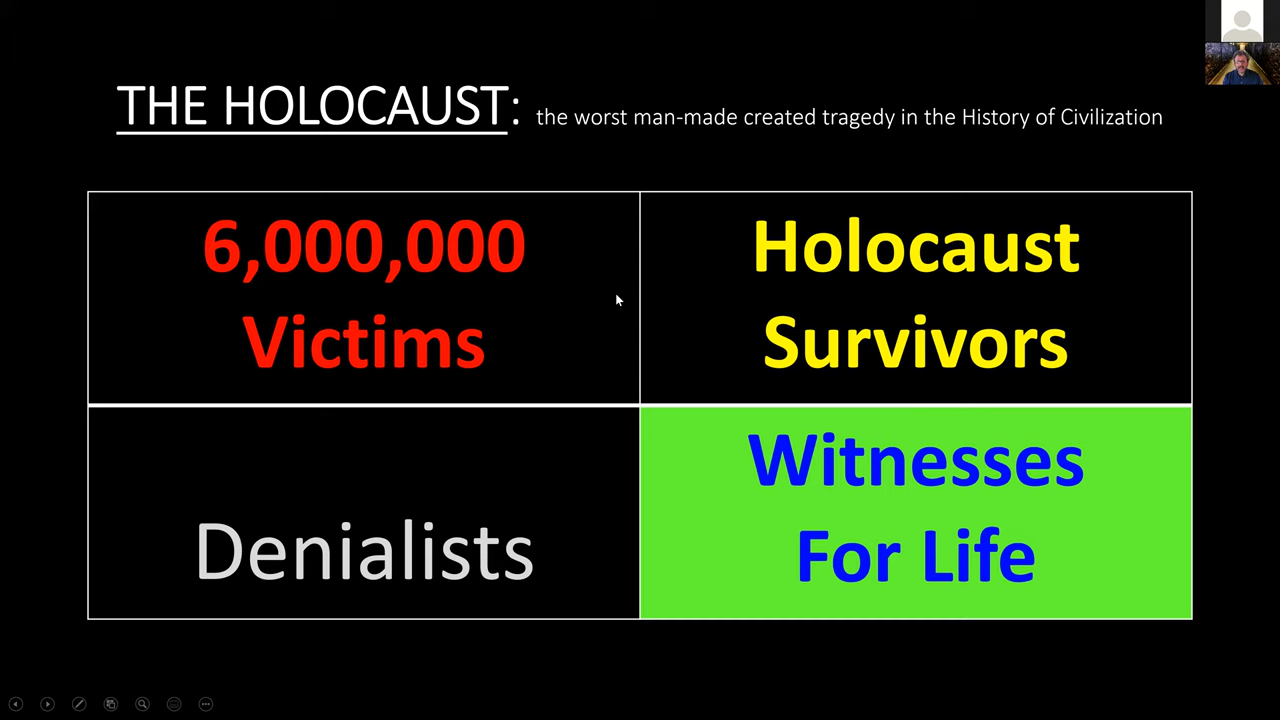 THE HOLOCAUST: the worst man-made created tragedy in the History of Civilization
6,000,000
Victims
Holocaust
Survivors
Denialists
Witnesses
For Life